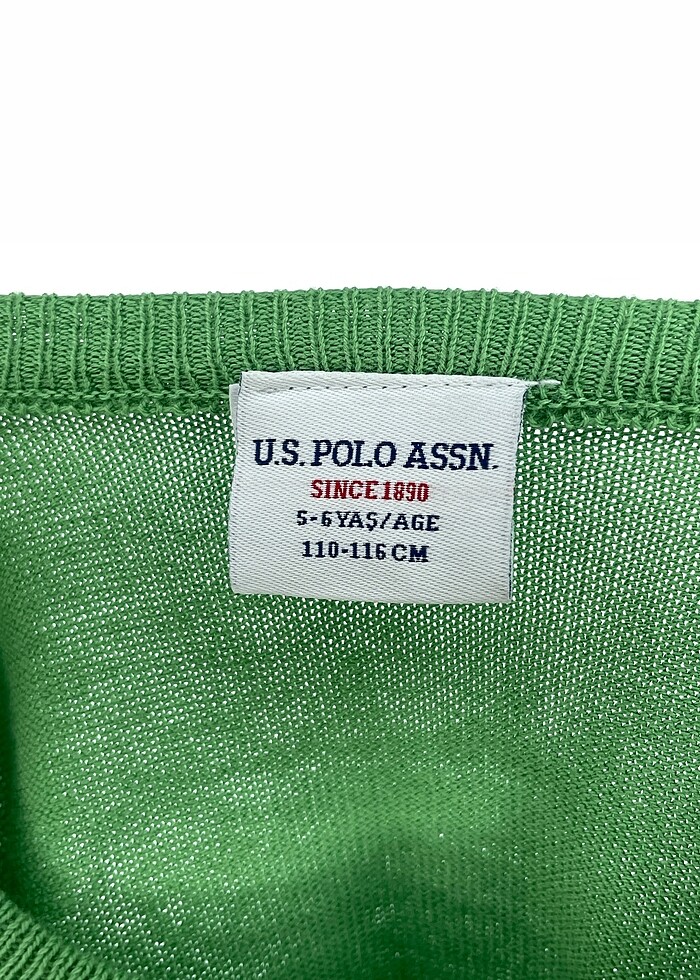 U.S. POLO ASSN.
SINCE 1890
5-6 YAŞ/AGE
110-116 CM